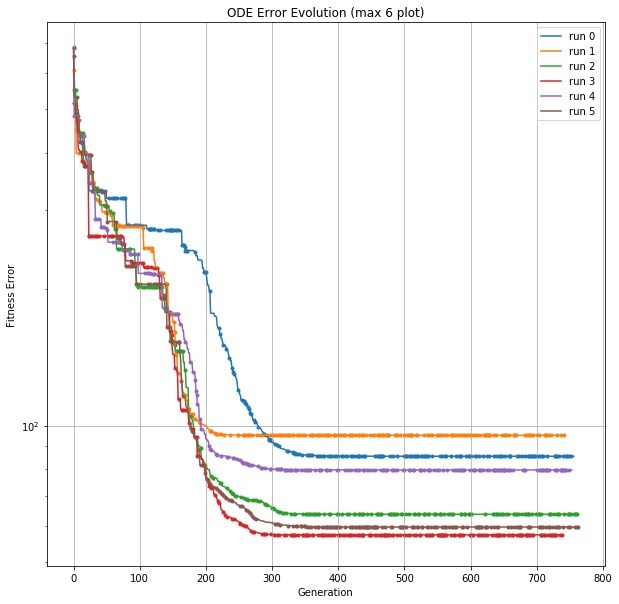 ODE Error Evolution (max 6 plot)
run 0
run 1
run 2
run 3
run 4
run 5
Fitness Error
10²
0 100 200 300 400 500 600 700 800
Generation